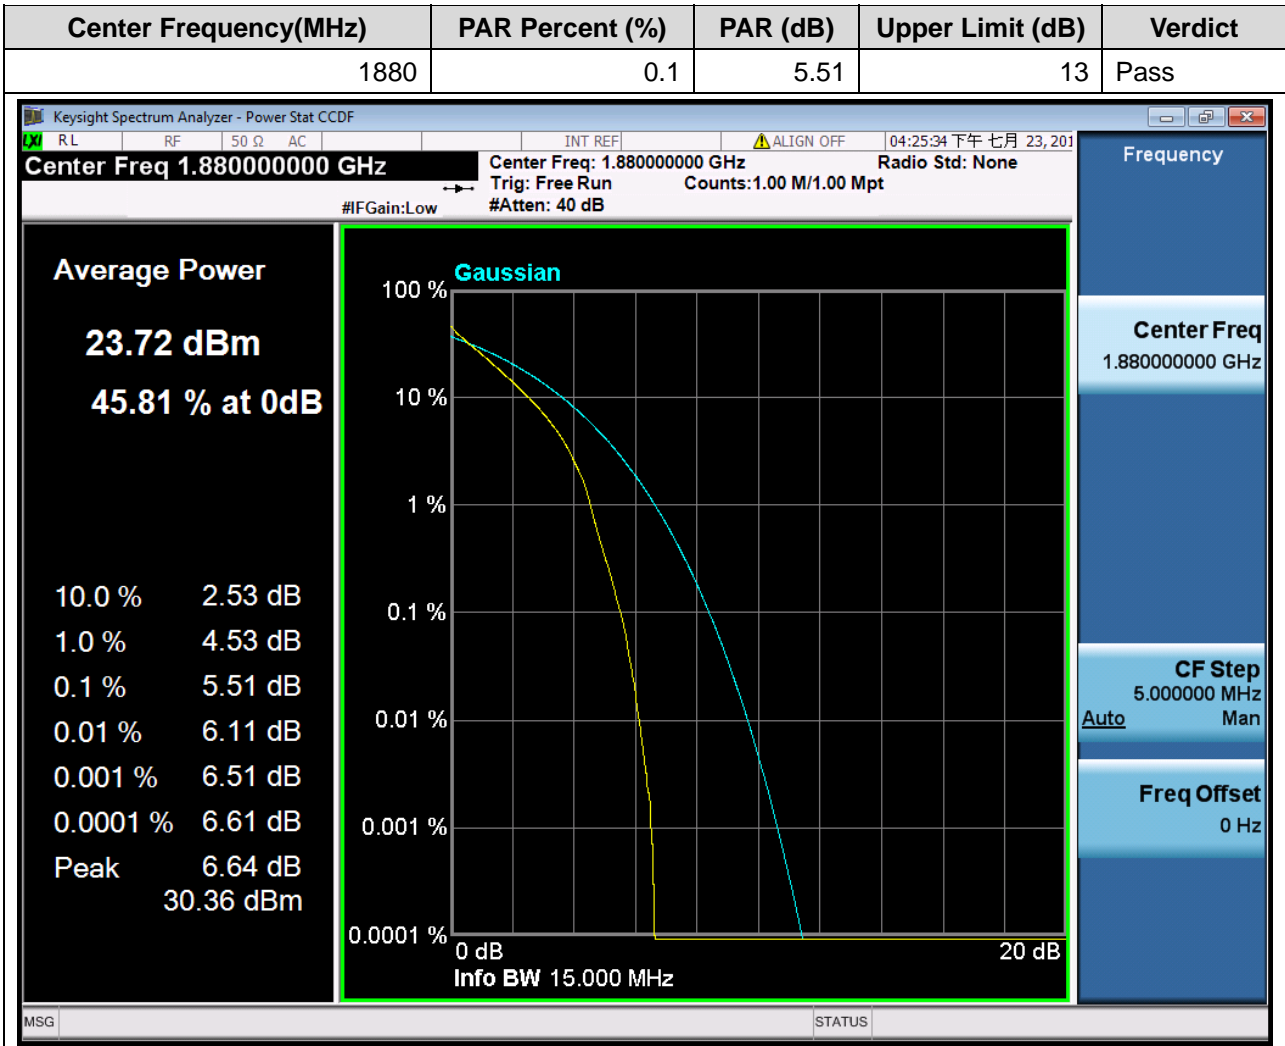 Center Frequency(MHz) PAR Percent (%) PAR (dB) Upper Limit (dB) Verdict
1880 0.1 5.51 13 Pass
Keysight Spectrum Analyzer - Power Stat CCDF
LXI RL RF 50 Ω AC INT REF ALIGN OFF 04:25:34 下午 七月 23, 201
Center Freq 1.880000000 GHz
Center Freq: 1.880000000 GHz Radio Std: None
Trig: Free Run Counts:1.00 M/1.00 Mpt
#IFGain:Low #Atten: 40 dB
Frequency
Average Power
23.72 dBm
45.81 % at 0dB
10.0 % 2.53 dB
1.0 % 4.53 dB
0.1 % 5.51 dB
0.01 % 6.11 dB
0.001 % 6.51 dB
0.0001 % 6.61 dB
Peak 6.64 dB
30.36 dBm
Gaussian
100 %
10 %
1 %
0.1 %
0.01 %
0.001 %
0.0001 %
0 dB 20 dB
Info BW 15.000 MHz
Center Freq
1.880000000 GHz
CF Step
5.000000 MHz
Auto Man
Freq Offset
0 Hz
MSG STATUS